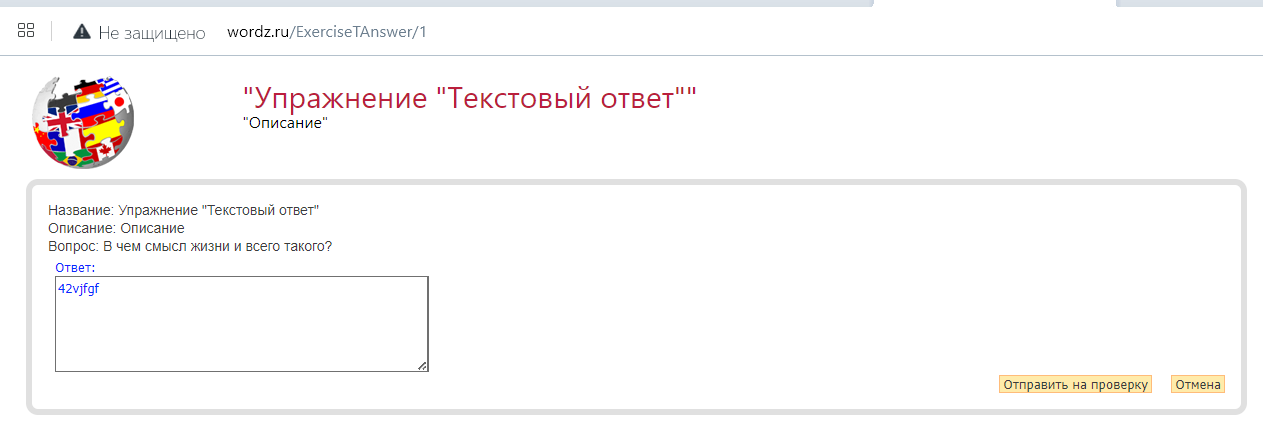 Не защищено wordz.ru/ExerciseTAnswer/1
"Упражнение "Текстовый ответ""
"Описание"
Название: Упражнение "Текстовый ответ"
Описание: Описание
Вопрос: В чем смысл жизни и всего такого?
Ответ:
42vjfgf
Отправить на проверку Отмена